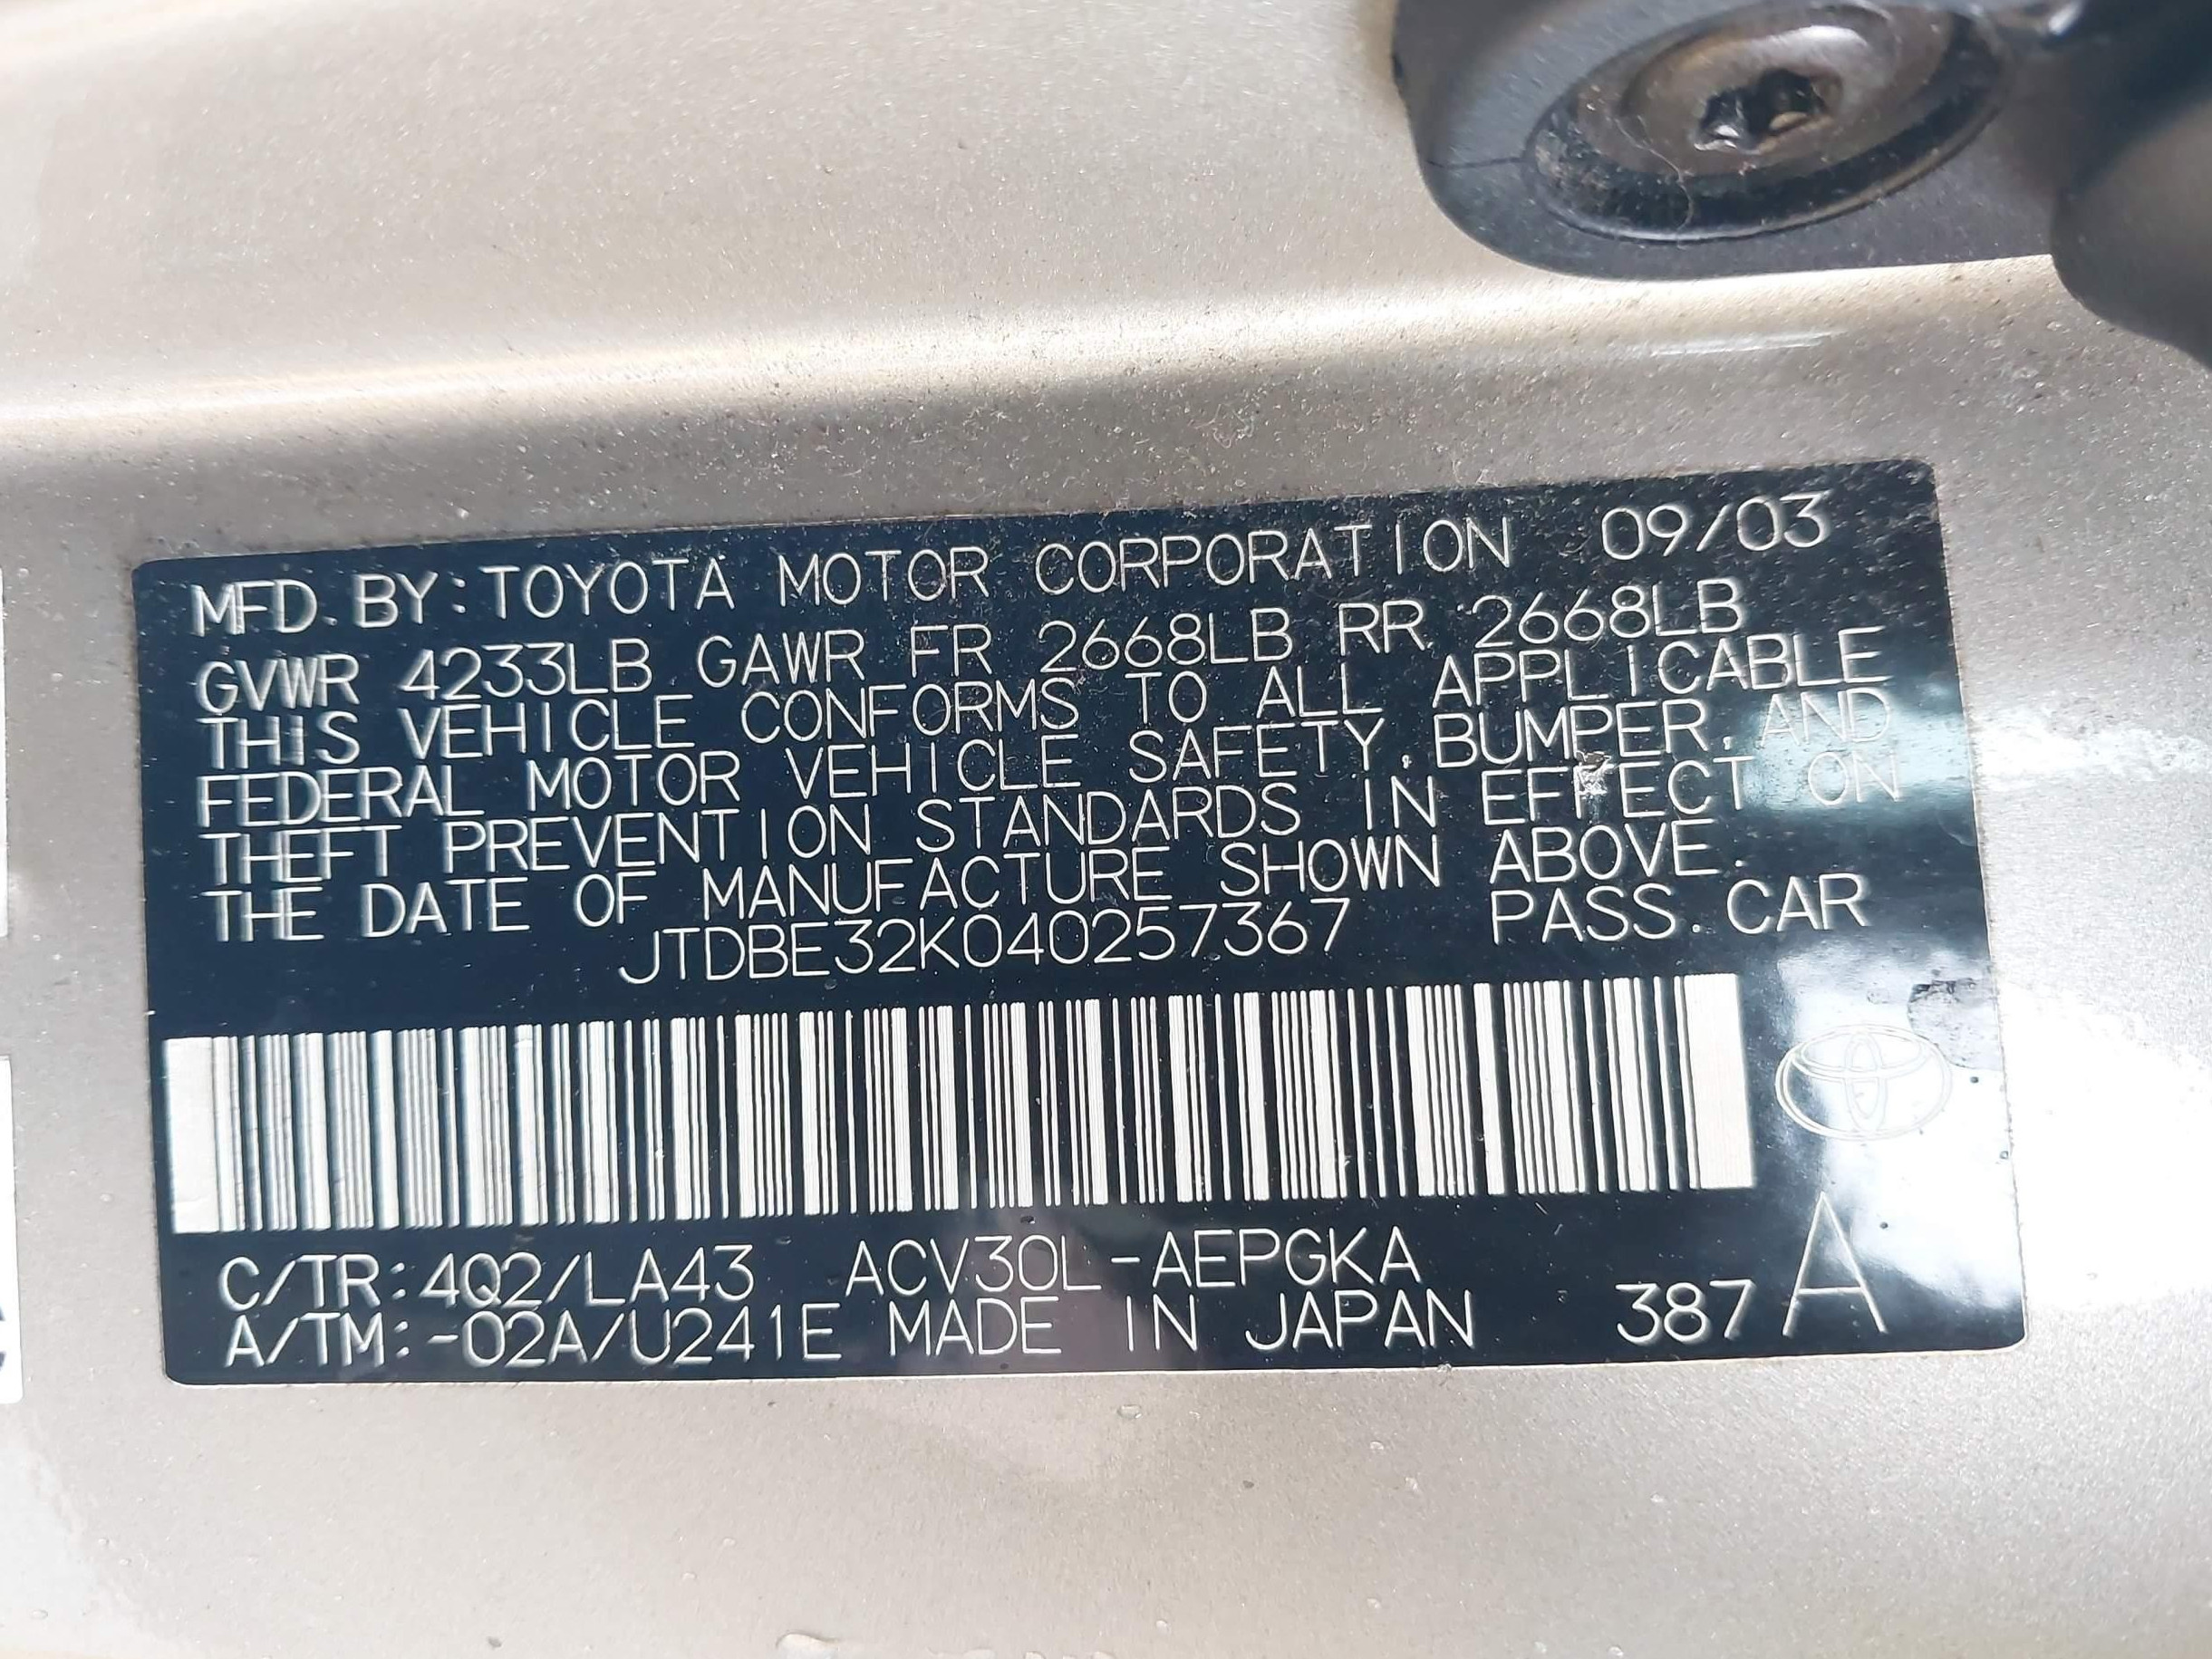 MFD. BY: TOYOTA MOTOR CORPORATION 09/03
GVWR 4233LB GAWR FR 2668LB RR 2668LB
THIS VEHICLE CONFORMS TO ALL APPLICABLE
FEDERAL MOTOR VEHICLE SAFETY, BUMPER, AND
THEFT PREVENTION STANDARDS IN EFFECT ON
THE DATE OF MANUFACTURE SHOWN ABOVE.
JTDBE32K040257367 PASS. CAR
C/TR: 4Q2/LA43 ACV30L-AEPGKA
A/TM: -02A/U241E MADE IN JAPAN 387 A